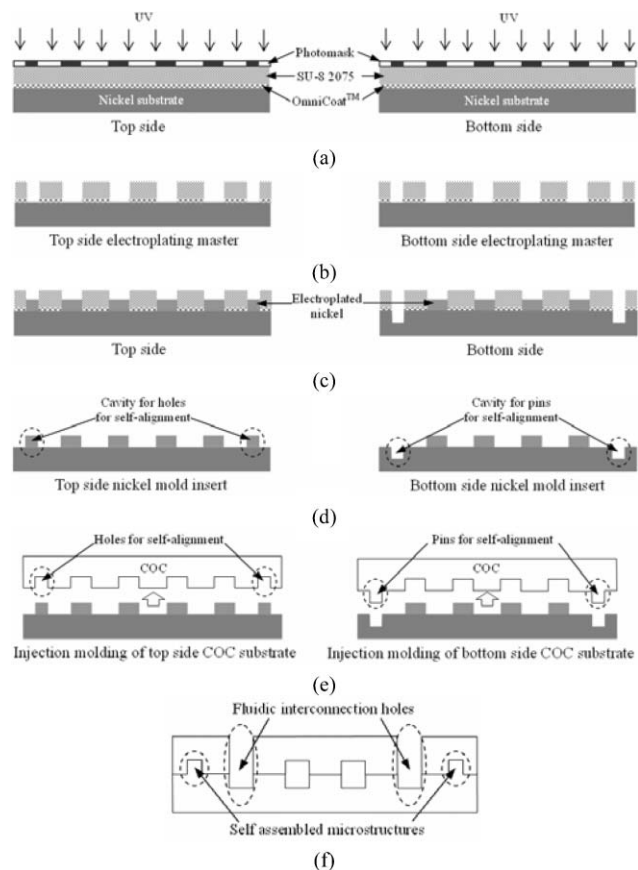 UV UV
Photomask
SU-8 2075
OmniCoat™
Nickel substrate Nickel substrate
Top side Bottom side
(a)
Top side electroplating master Bottom side electroplating master
(b)
Electroplated
nickel
Top side Bottom side
(c)
Cavity for holes
for self-alignment
Cavity for pins
for self-alignment
Top side nickel mold insert Bottom side nickel mold insert
(d)
Holes for self-alignment Pins for self-alignment
COC COC
Injection molding of top side COC substrate Injection molding of bottom side COC substrate
(e)
Fluidic interconnection holes
Self assembled microstructures
(f)